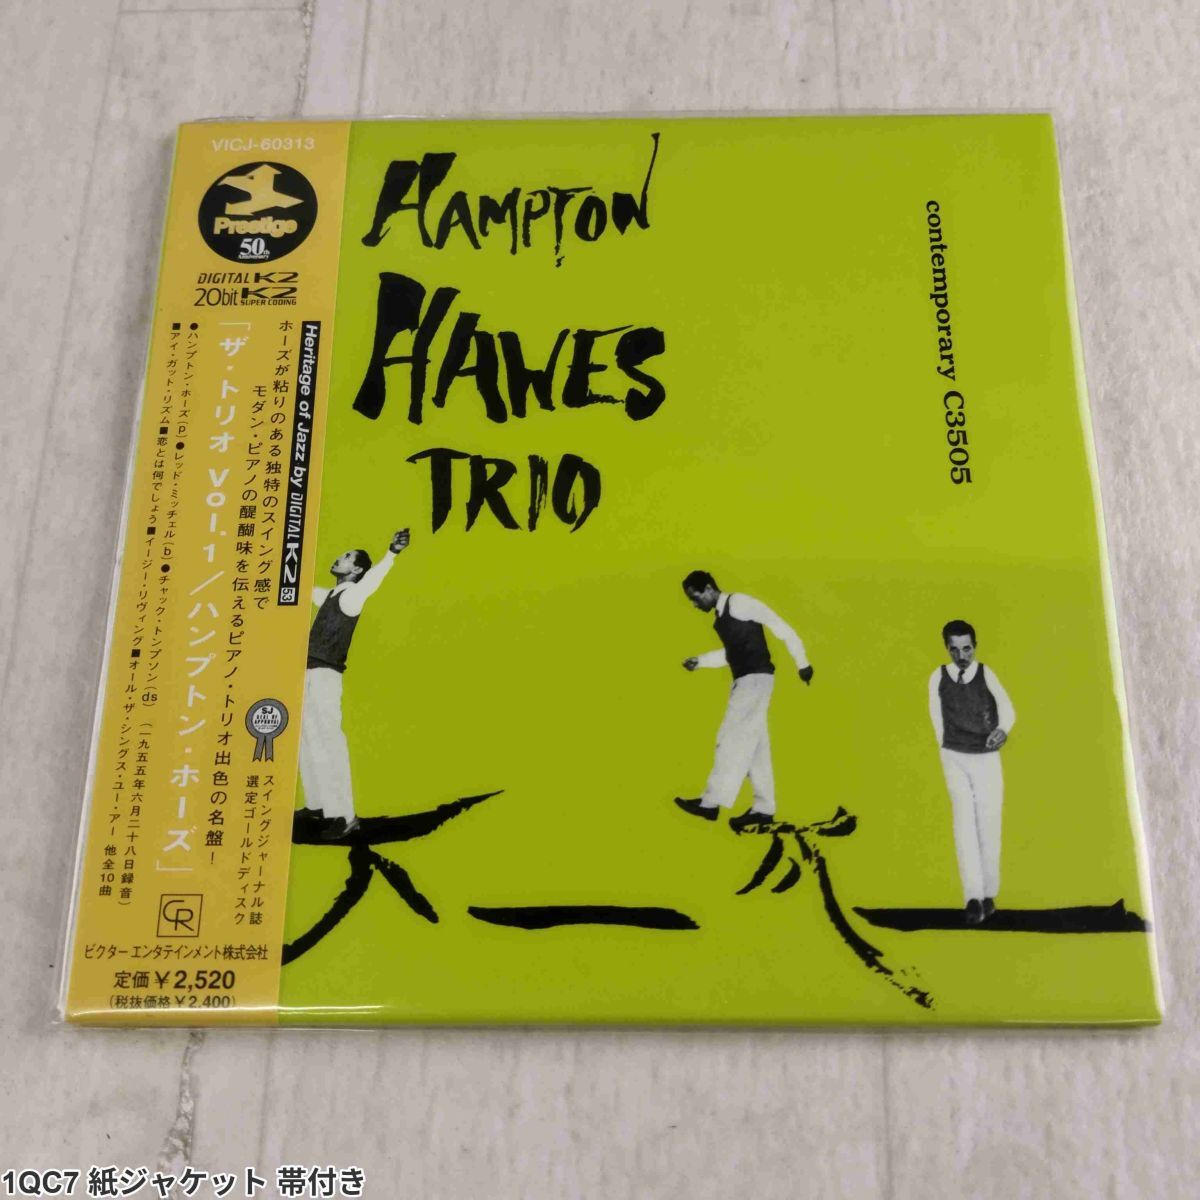 VICJ-60313
Prestige
50th
Anniversary
DIGITAL K2
20bit K2
SUPER CODING
Heritage of Jazz by DIGITAL K2 53
ホーズが粘りのある独特のスイング感で
モダン・ピアノの醍醐味を伝えるピアノ・トリオ出色の名盤!
「ザ・トリオ Vol.1/ハンプトン・ホーズ」
●ハンプトン・ホーズ(p)●レッド・ミッチェル(b)●チャック・トンプソン(ds)(一九五五年六月二十八日録音)
■アイ・ガット・リズム■恋とは何でしょう■イージー・リヴィング■オール・ザ・シングス・ユー・アー 他全10曲
SJ
SEAL OF
APPROVAL
スイングジャーナル誌
選定ゴールドディスク
CR
ビクターエンタテインメント株式会社
定価¥2,520
(税抜価格¥2,400)
HAMPTON
HAWES
TRIO
contemporary C3505
1QC7 紙ジャケット 帯付き